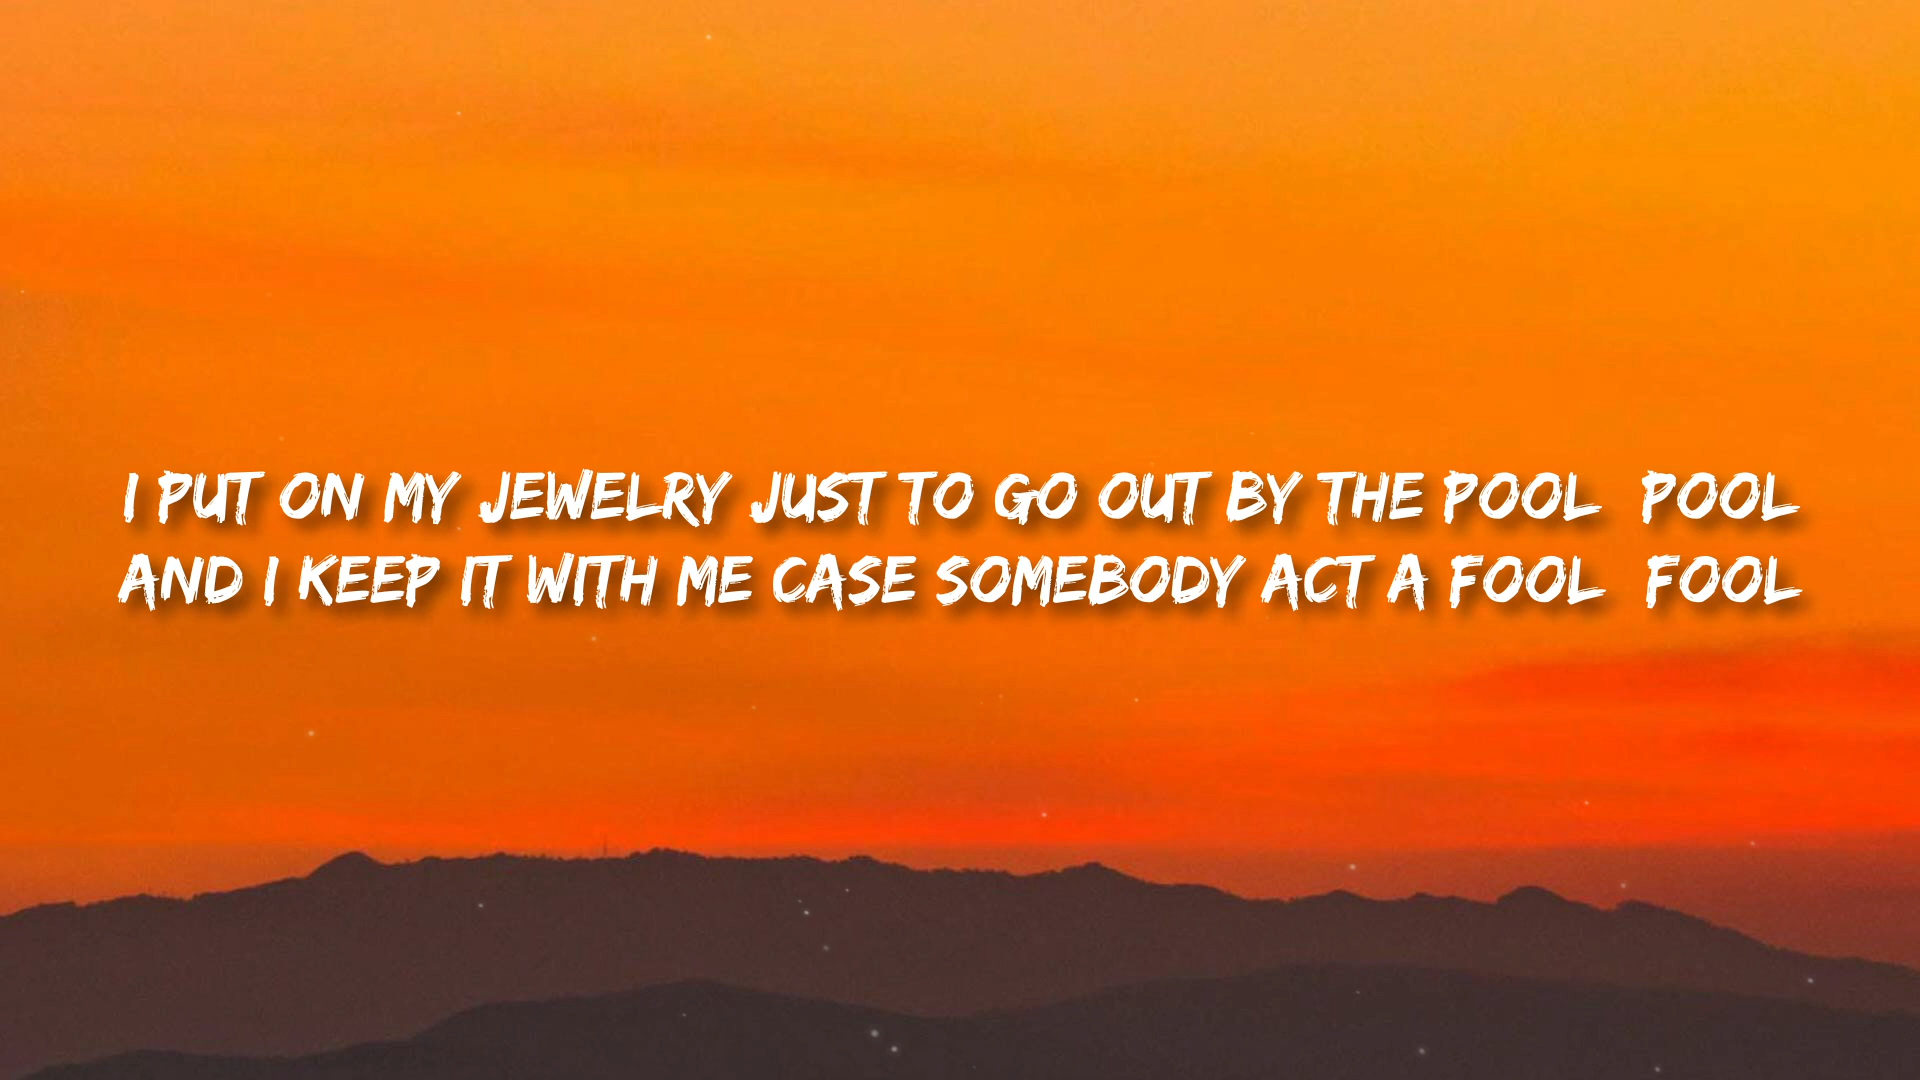 I PUT ON MY JEWELRY JUST TO GO OUT BY THE POOL  POOL
AND I KEEP IT WITH ME CASE SOMEBODY ACT A FOOL  FOOL